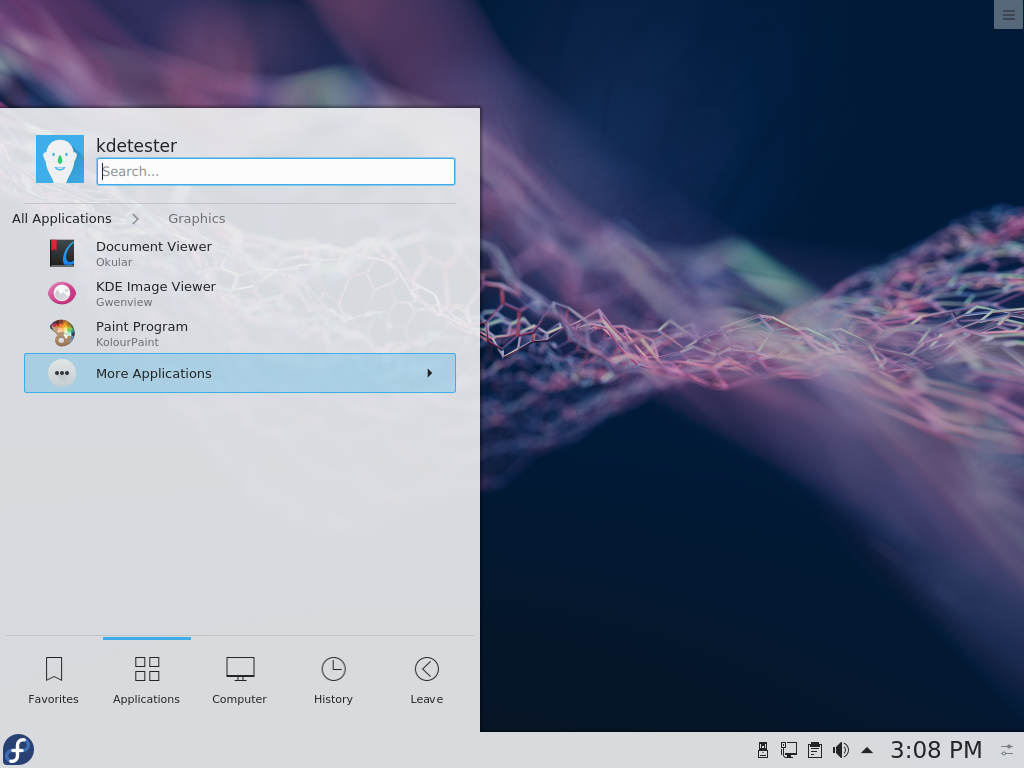 kdetester
Search...
All Applications
Graphics
Document Viewer
Okular
KDE Image Viewer
Gwenview
Paint Program
KolourPaint
More Applications
Favorites
Applications
Computer
History
Leave
3:08 PM